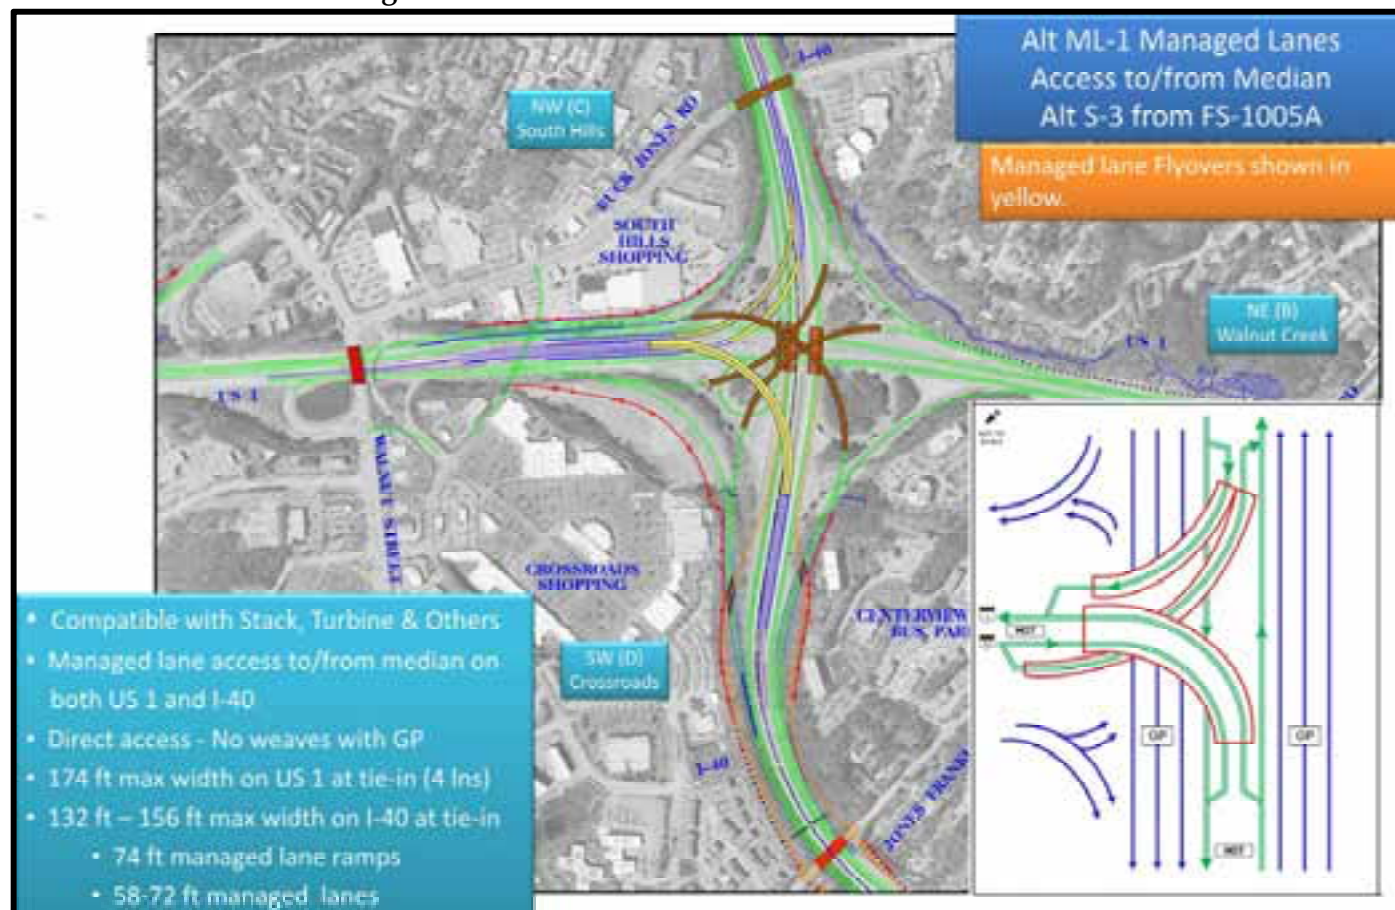 Alt ML-1 Managed Lanes
Access to/from Median
Alt S-3 from FS-1005A
Managed lane Flyovers shown in
yellow.
I-40
NW (C)
South Hills
BUCK JONES RD
SOUTH
HILLS
SHOPPING
NE (B)
Walnut Creek
US 1
US 1
WALNUT STREET
CROSSROADS
SHOPPING
CENTERVIEW
BUS. PAR
SW (D)
Crossroads
I-40
JONES FRANK
HOT
GP
GP
HOT
• Compatible with Stack, Turbine & Others
• Managed lane access to/from median on
both US 1 and I-40
• Direct access - No weaves with GP
• 174 ft max width on US 1 at tie-in (4 lns)
• 132 ft – 156 ft max width on I-40 at tie-in
• 74 ft managed lane ramps
• 58-72 ft managed lanes